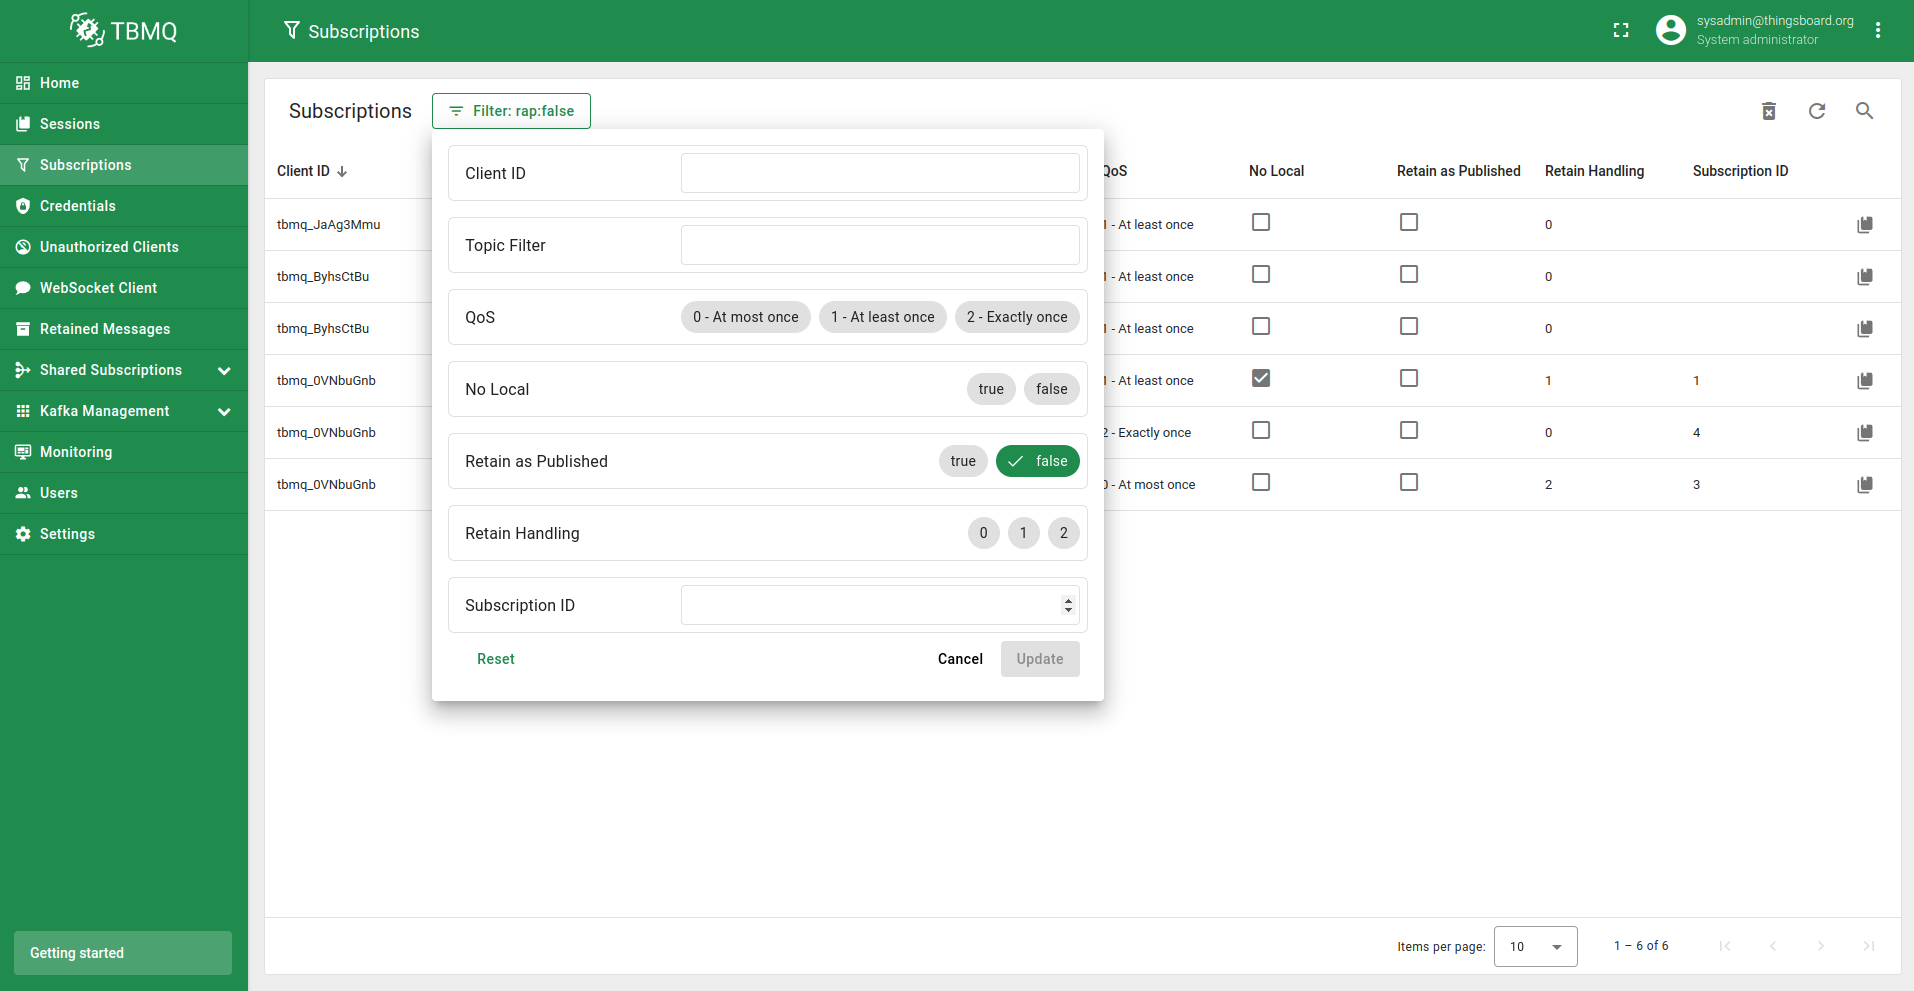 TBMQ
Subscriptions
sysadmin@thingsboard.org
System administrator
Home
Sessions
Subscriptions
Credentials
Unauthorized Clients
WebSocket Client
Retained Messages
Shared Subscriptions
Kafka Management
Monitoring
Users
Settings
Getting started
Subscriptions
Filter: rap:false
Client ID
QoS No Local Retain as Published Retain Handling Subscription ID
tbmq_JaAg3Mmu 1 - At least once 0
tbmq_ByhsCtBu 1 - At least once 0
tbmq_ByhsCtBu 1 - At least once 0
tbmq_0VNbuGnb 1 - At least once 1 1
tbmq_0VNbuGnb 2 - Exactly once 0 4
tbmq_0VNbuGnb 0 - At most once 2 3
Client ID
Topic Filter
QoS 0 - At most once 1 - At least once 2 - Exactly once
No Local true false
Retain as Published true false
Retain Handling 0 1 2
Subscription ID
Reset Cancel Update
Items per page: 10 1 – 6 of 6